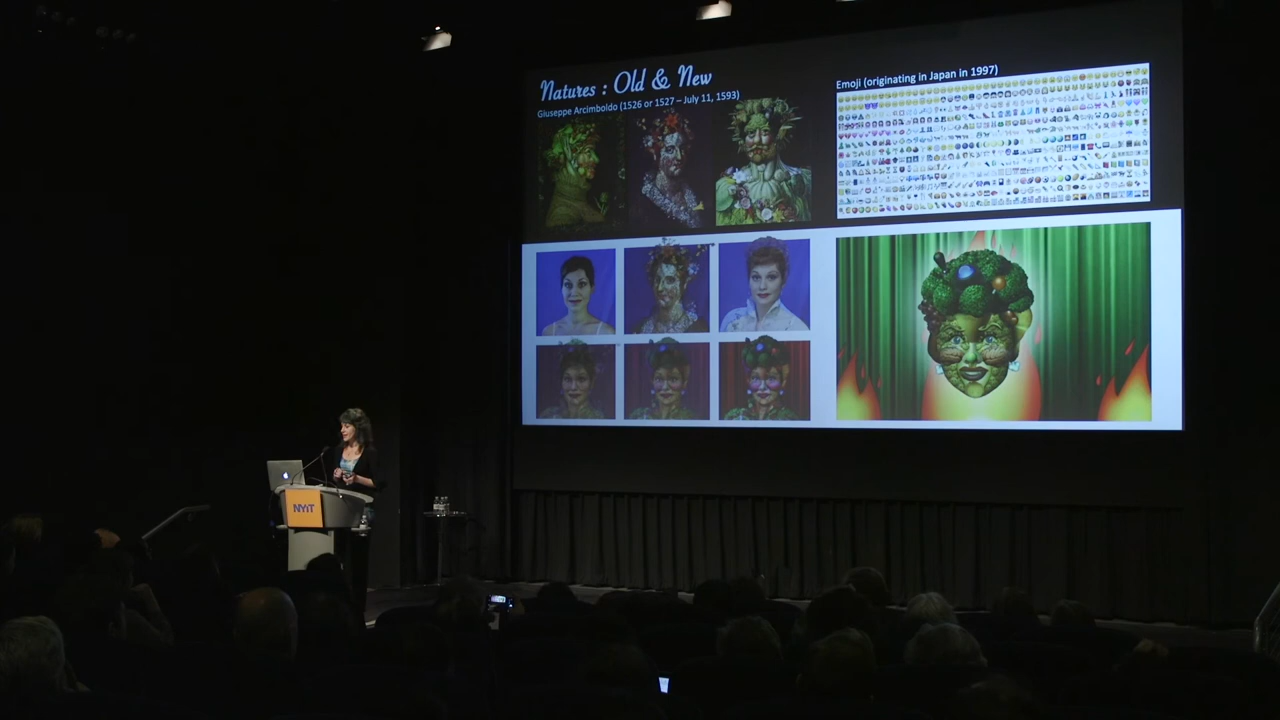 Natures : Old & New
Giuseppe Arcimboldo (1526 or 1527 – July 11, 1593)
Emoji (originating in Japan in 1997)
NYiT